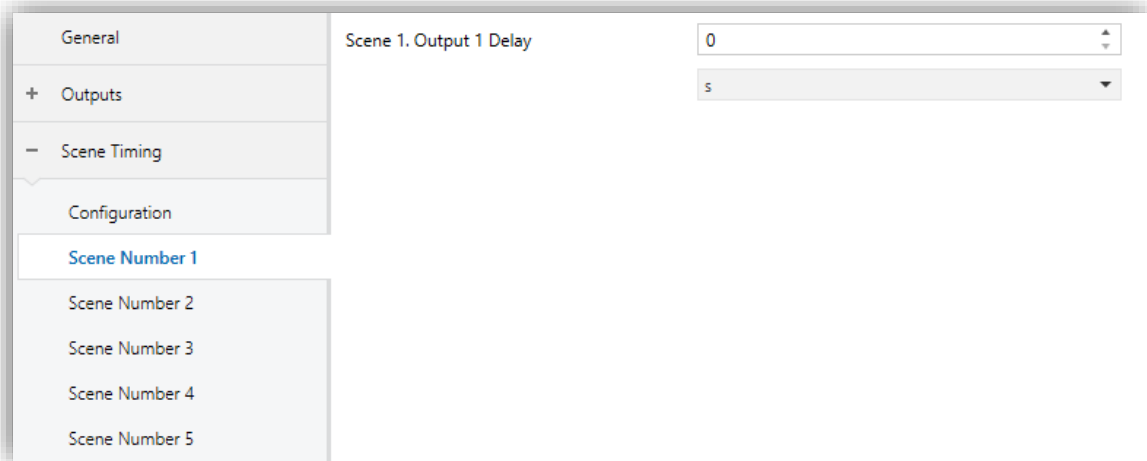 General
+ Outputs
− Scene Timing
Configuration
Scene Number 1
Scene Number 2
Scene Number 3
Scene Number 4
Scene Number 5
Scene 1. Output 1 Delay
0
s